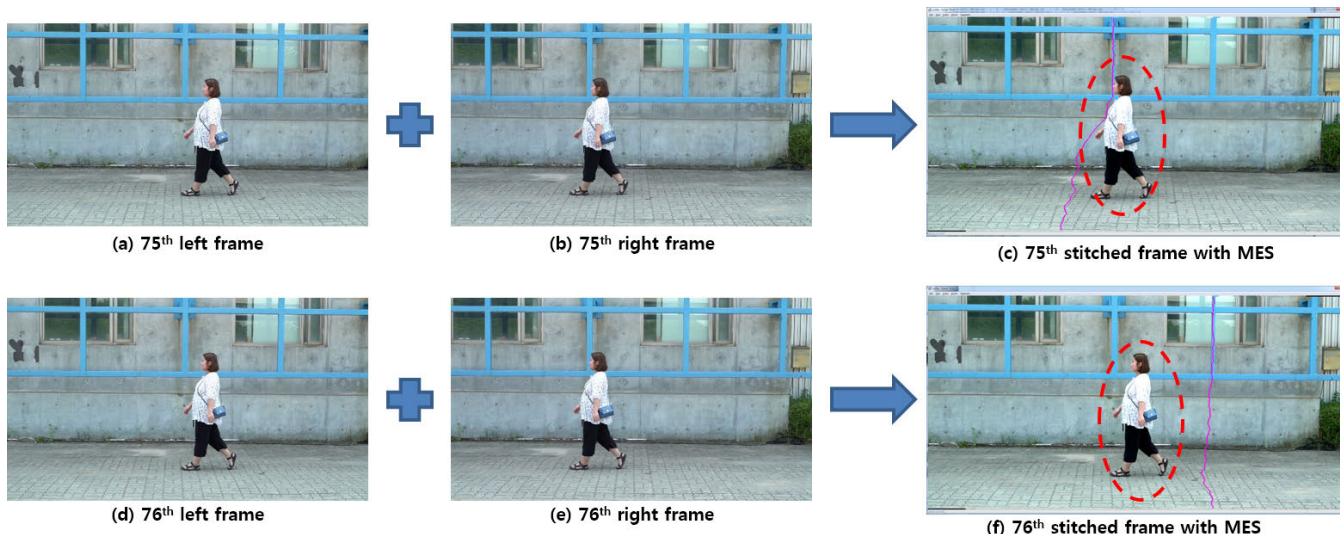 (a) 75th left frame
(b) 75th right frame
(c) 75th stitched frame with MES
(d) 76th left frame
(e) 76th right frame
(f) 76th stitched frame with MES